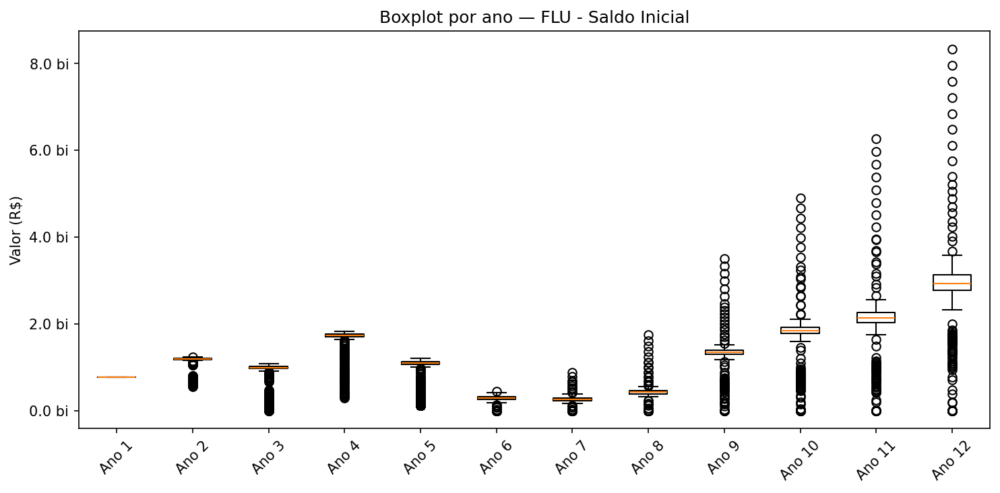 Boxplot por ano — FLU - Saldo Inicial
Valor (R$)
8.0 bi
6.0 bi
4.0 bi
2.0 bi
0.0 bi
Ano 1
Ano 2
Ano 3
Ano 4
Ano 5
Ano 6
Ano 7
Ano 8
Ano 9
Ano 10
Ano 11
Ano 12